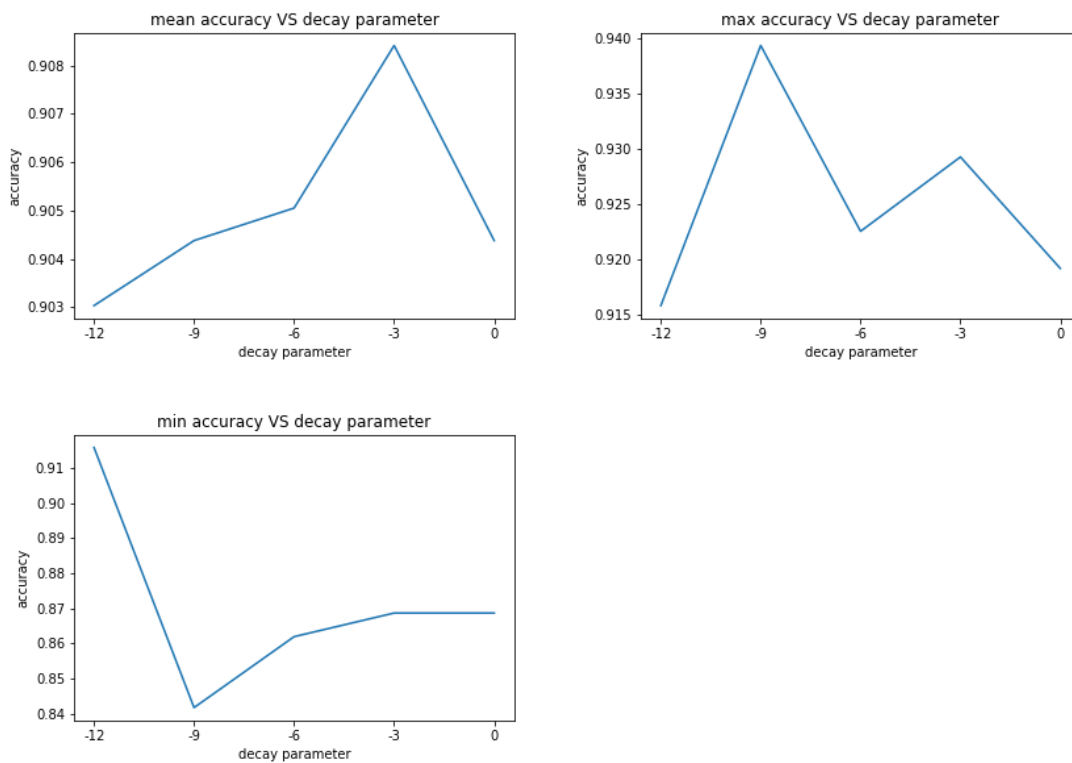 mean accuracy VS decay parameter
0.908
0.907
0.906
0.905
0.904
0.903
accuracy
-12 -9 -6 -3 0
decay parameter
max accuracy VS decay parameter
0.940
0.935
0.930
0.925
0.920
0.915
accuracy
-12 -9 -6 -3 0
decay parameter
min accuracy VS decay parameter
0.91
0.90
0.89
0.88
0.87
0.86
0.85
0.84
accuracy
-12 -9 -6 -3 0
decay parameter